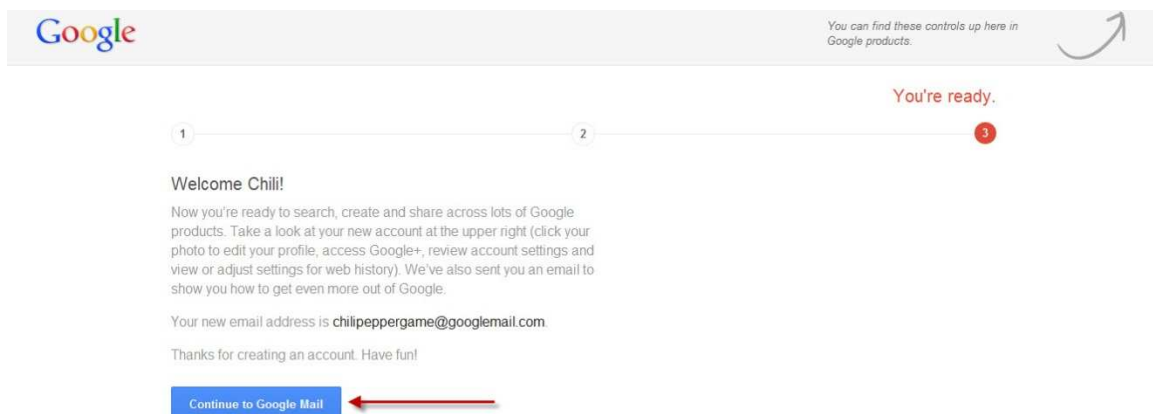 Google
You can find these controls up here in
Google products.
You're ready.
1
2
3
Welcome Chili!
Now you're ready to search, create and share across lots of Google
products. Take a look at your new account at the upper right (click your
photo to edit your profile, access Google+, review account settings and
view or adjust settings for web history). We've also sent you an email to
show you how to get even more out of Google.
Your new email address is chilipeppergame@googlemail.com.
Thanks for creating an account. Have fun!
Continue to Google Mail